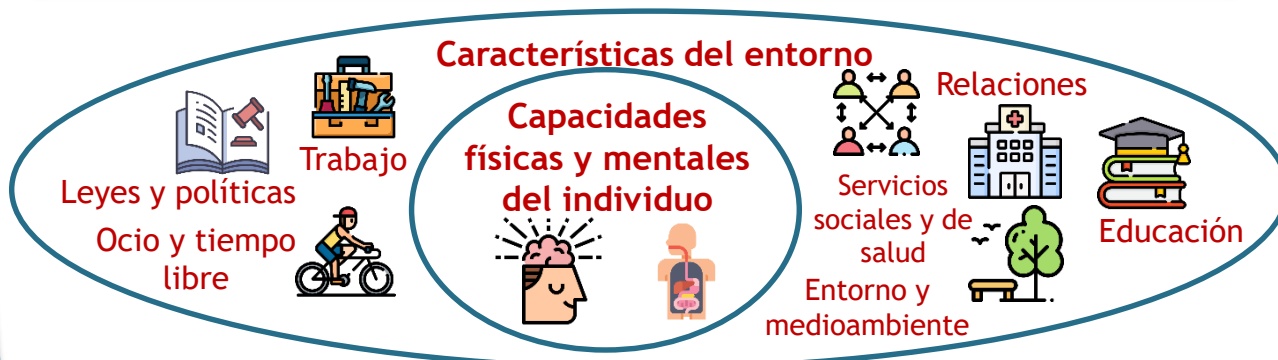 Características del entorno
Capacidades
físicas y mentales
del individuo
Leyes y políticas
Trabajo
Ocio y tiempo
libre
Relaciones
Servicios
sociales y de
salud
Educación
Entorno y
medioambiente